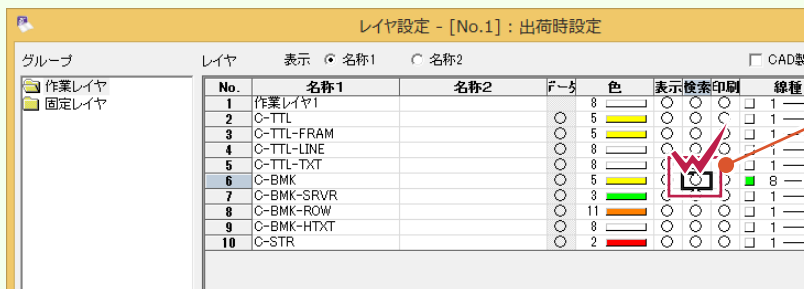 レイヤ設定 - [No.1] : 出荷時設定
グループ レイヤ 表示 名称1 名称2 CAD製
作業レイヤ
固定レイヤ
No. 名称1 名称2 データ 色 表示 検索 印刷 線種
1 作業レイヤ1 8 1
2 C-TTL 5 1
3 C-TTL-FRAM 5 1
4 C-TTL-LINE 8 1
5 C-TTL-TXT 8 1
6 C-BMK 5 8
7 C-BMK-SRVR 3 1
8 C-BMK-ROW 11 1
9 C-BMK-HTXT 8 1
10 C-STR 2 1